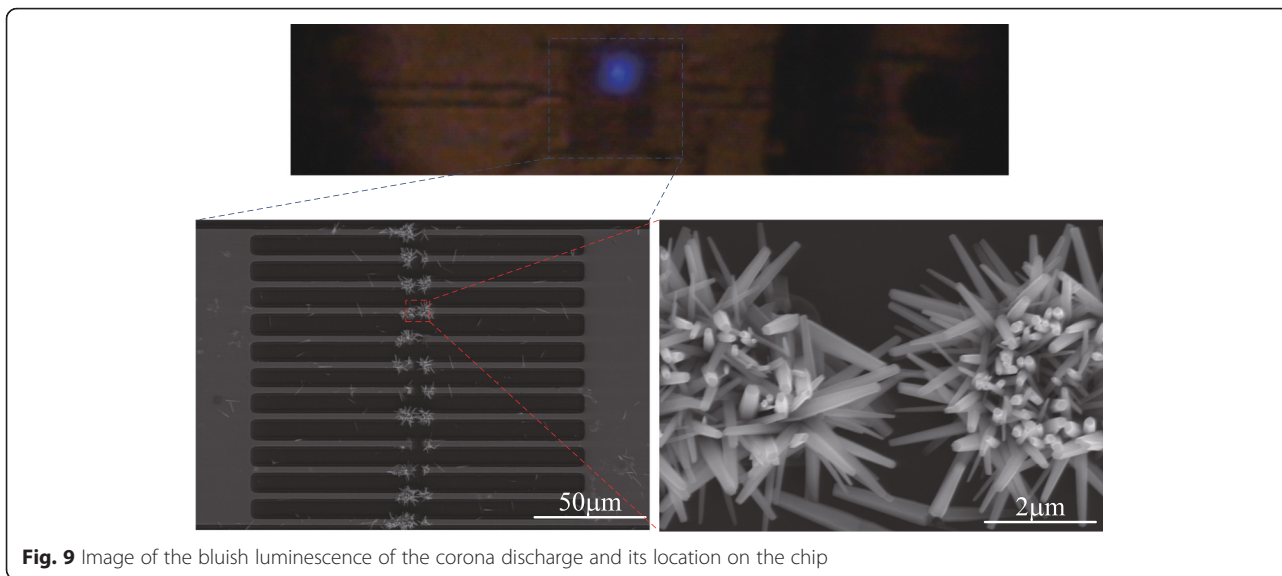 50µm
2µm
Fig. 9 Image of the bluish luminescence of the corona discharge and its location on the chip